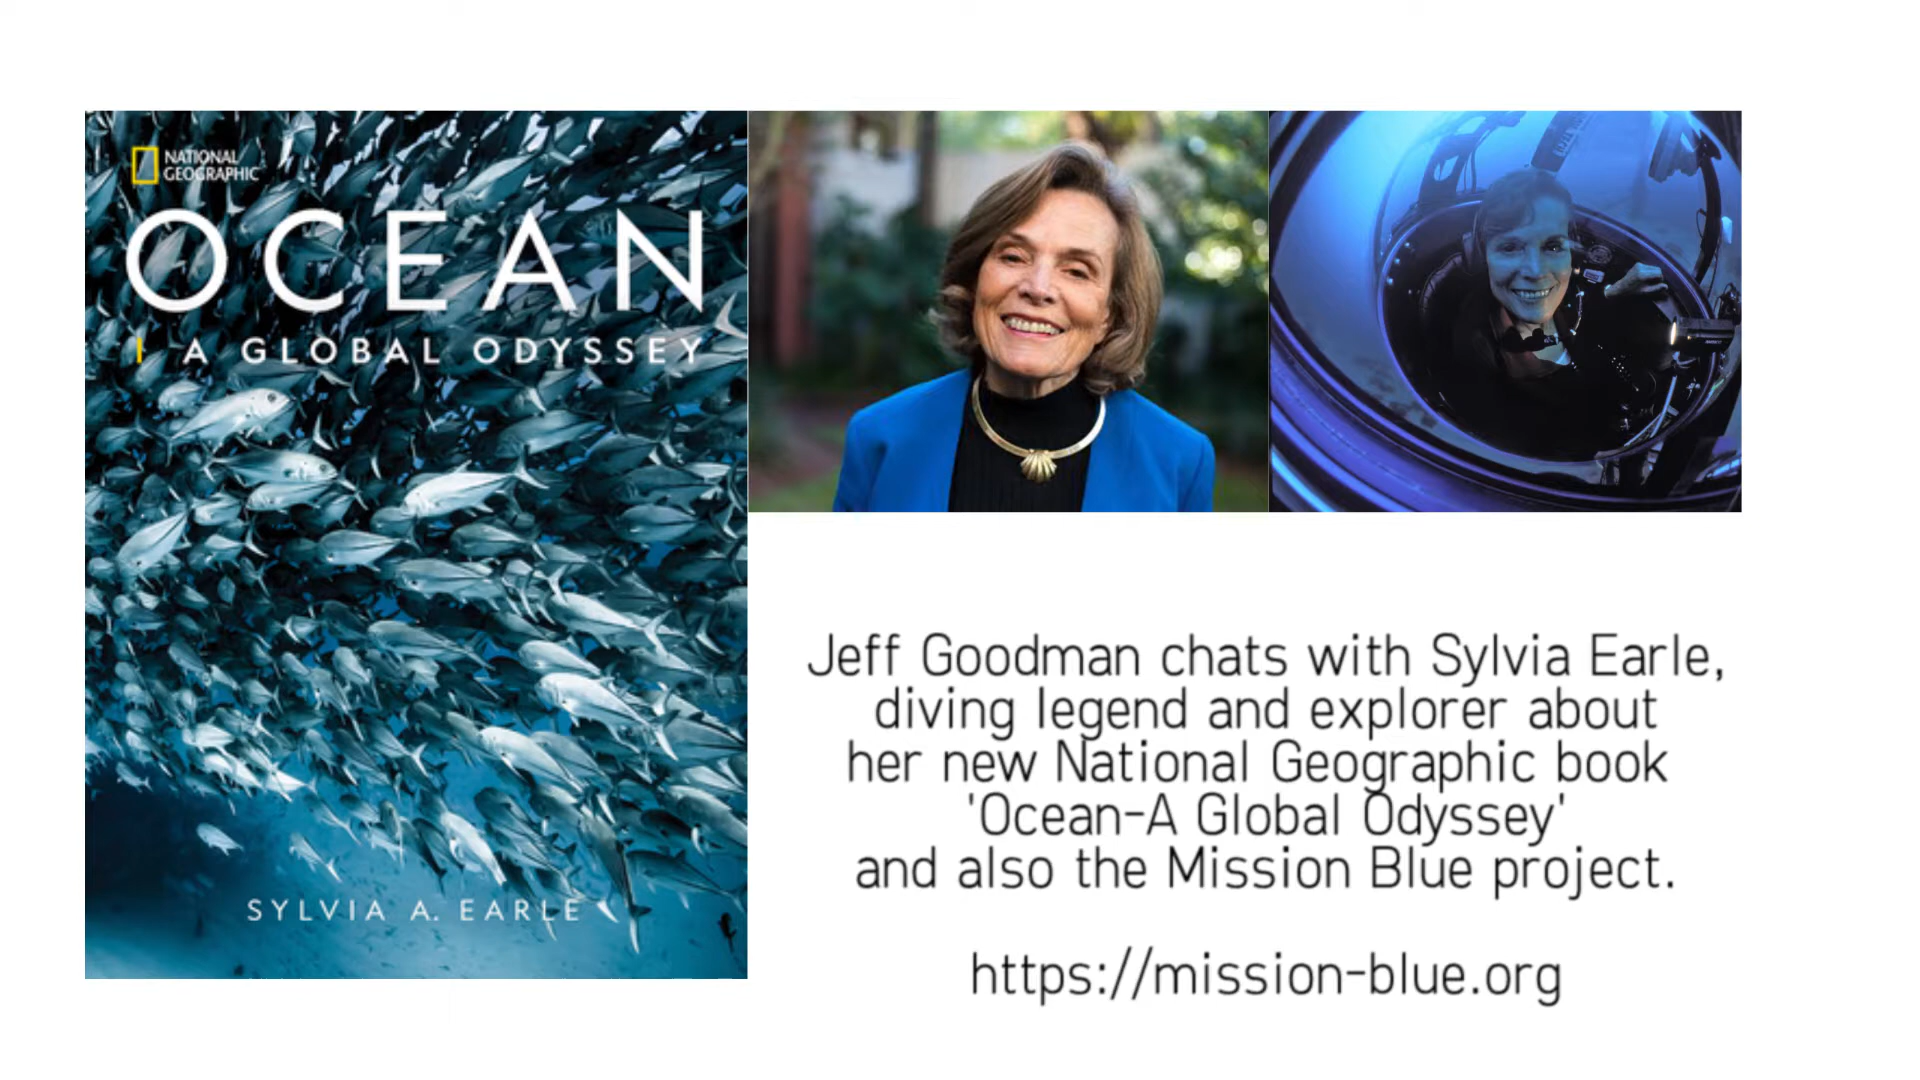 NATIONAL
GEOGRAPHIC
OCEAN
A GLOBAL ODYSSEY
SYLVIA A. EARLE
Jeff Goodman chats with Sylvia Earle,
diving legend and explorer about
her new National Geographic book
'Ocean-A Global Odyssey'
and also the Mission Blue project.
https://mission-blue.org